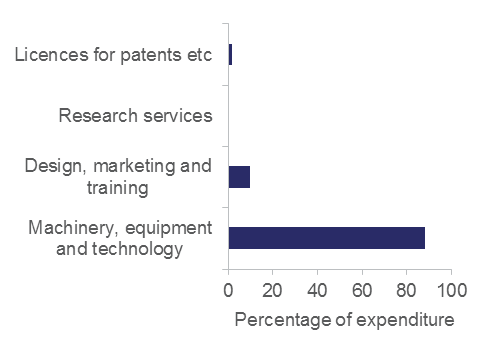 Licences for patents etc
Research services
Design, marketing and
training
Machinery, equipment
and technology
0 20 40 60 80 100
Percentage of expenditure